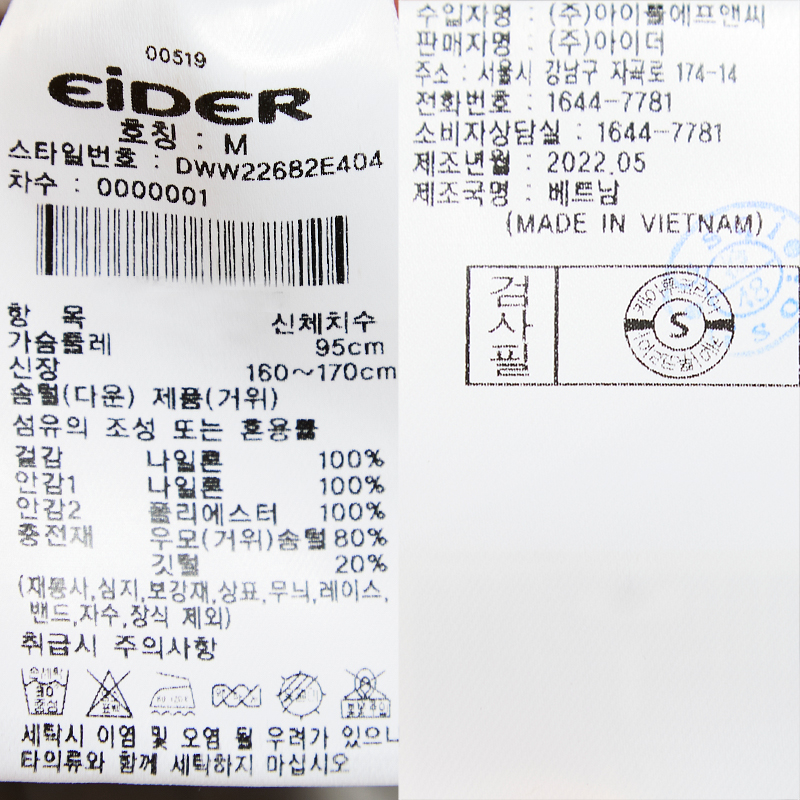 00519
EiDER
호칭 : M
스타일번호 : DWW22682E404
차수 : 0000001
항 목 신체치수
가슴둘레 95cm
신장 160~170cm
솜털(다운) 제품(거위)
섬유의 조성 또는 혼용률
겉감 나일론 100%
안감1 나일론 100%
안감2 폴리에스터 100%
충전재 우모(거위)솜털 80%
깃털 20%
(재봉사,심지,보강재,상표,무늬,레이스,
밴드,자수,장식 제외)
취급시 주의사항
세탁시 이염 및 오염 될 우려가 있으니
타의류와 함께 세탁하지 마십시오
수입자명 : (주)아이롤에프앤씨
판매자명 : (주)아이더
주소 : 서울시 강남구 자곡로 174-14
전화번호 : 1644-7781
소비자상담실 : 1644-7781
제조년월 : 2022.05
제조국명 : 베트남
(MADE IN VIETNAM)
검사필
S